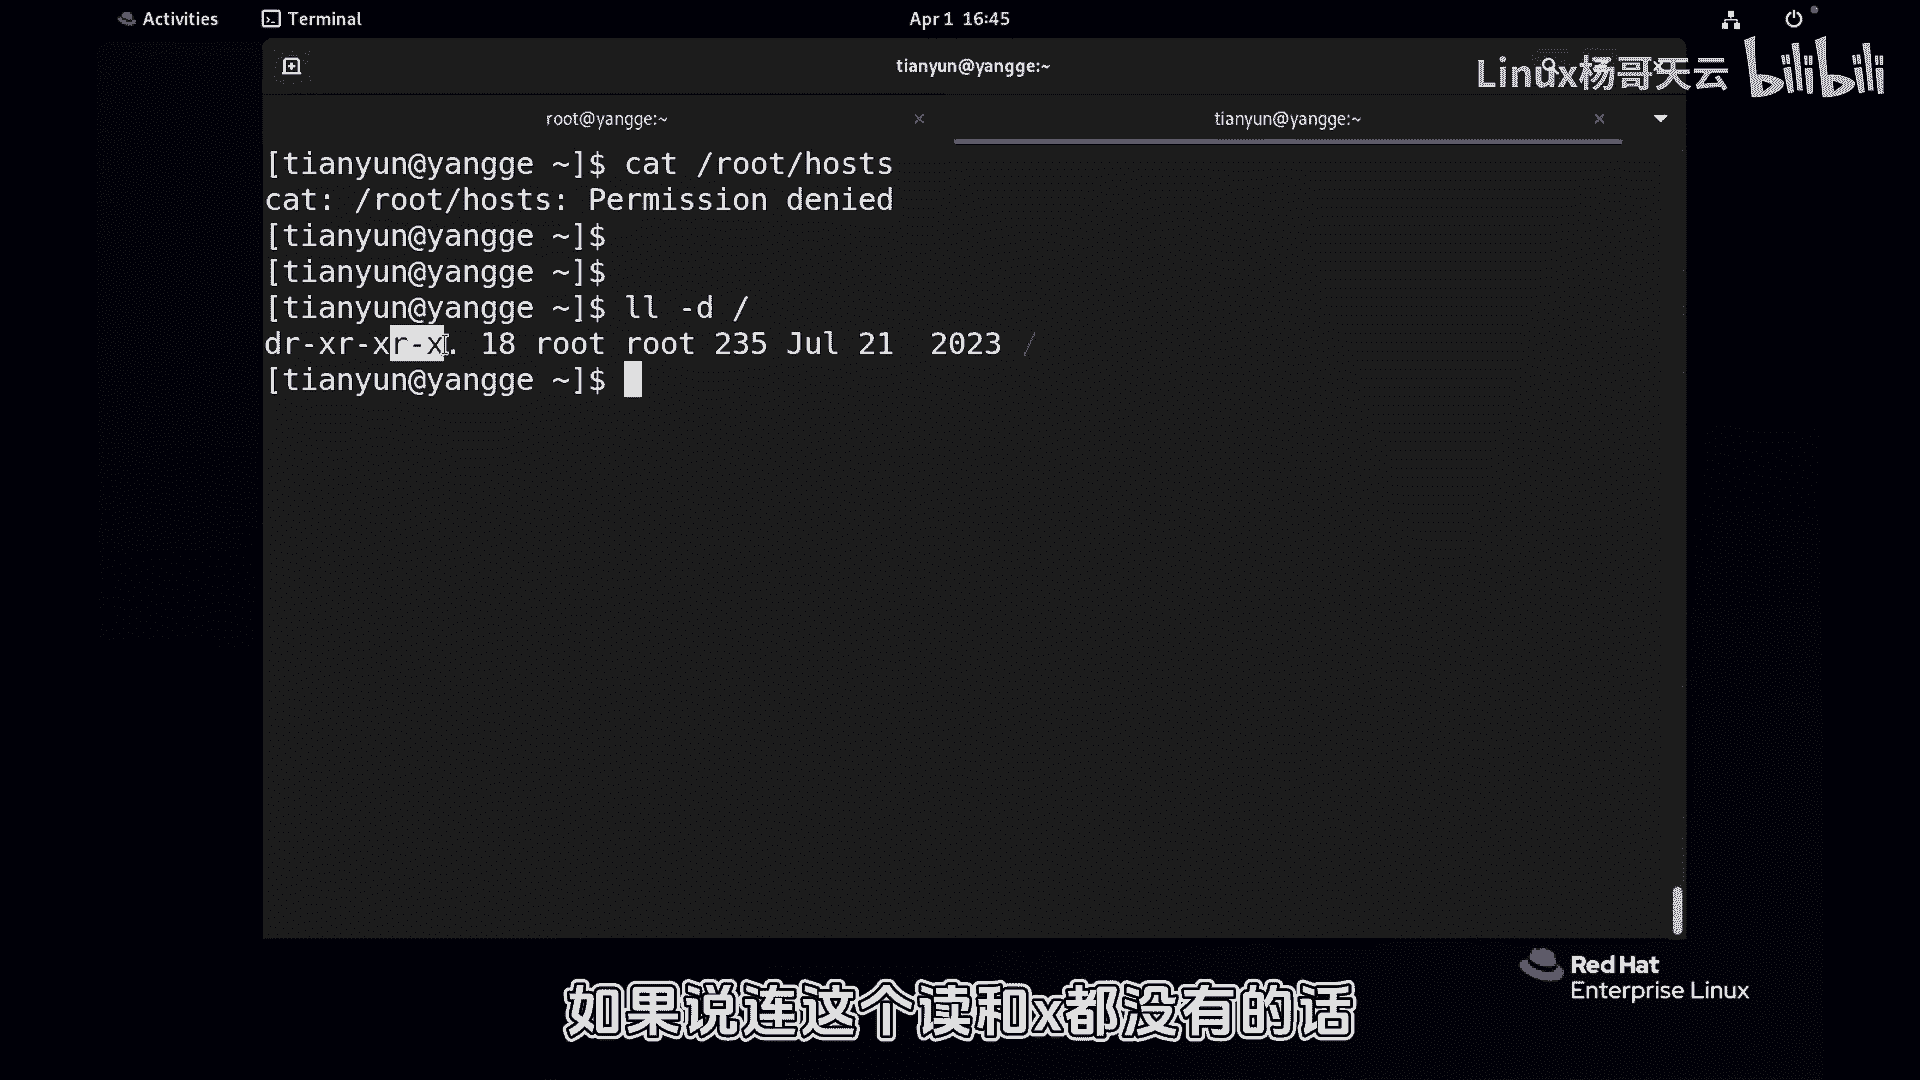 Activities
Terminal
Apr 1 16:45
tianyun@yangge:~
Linux杨哥天云 bilibili
root@yangge:~ ×
tianyun@yangge:~ ×
[tianyun@yangge ~]$ cat /root/hosts
cat: /root/hosts: Permission denied
[tianyun@yangge ~]$
[tianyun@yangge ~]$
[tianyun@yangge ~]$ ll -d /
dr-xr-xr-x. 18 root root 235 Jul 21  2023 /
[tianyun@yangge ~]$
Red Hat
Enterprise Linux
如果说连这个读和x都没有的话